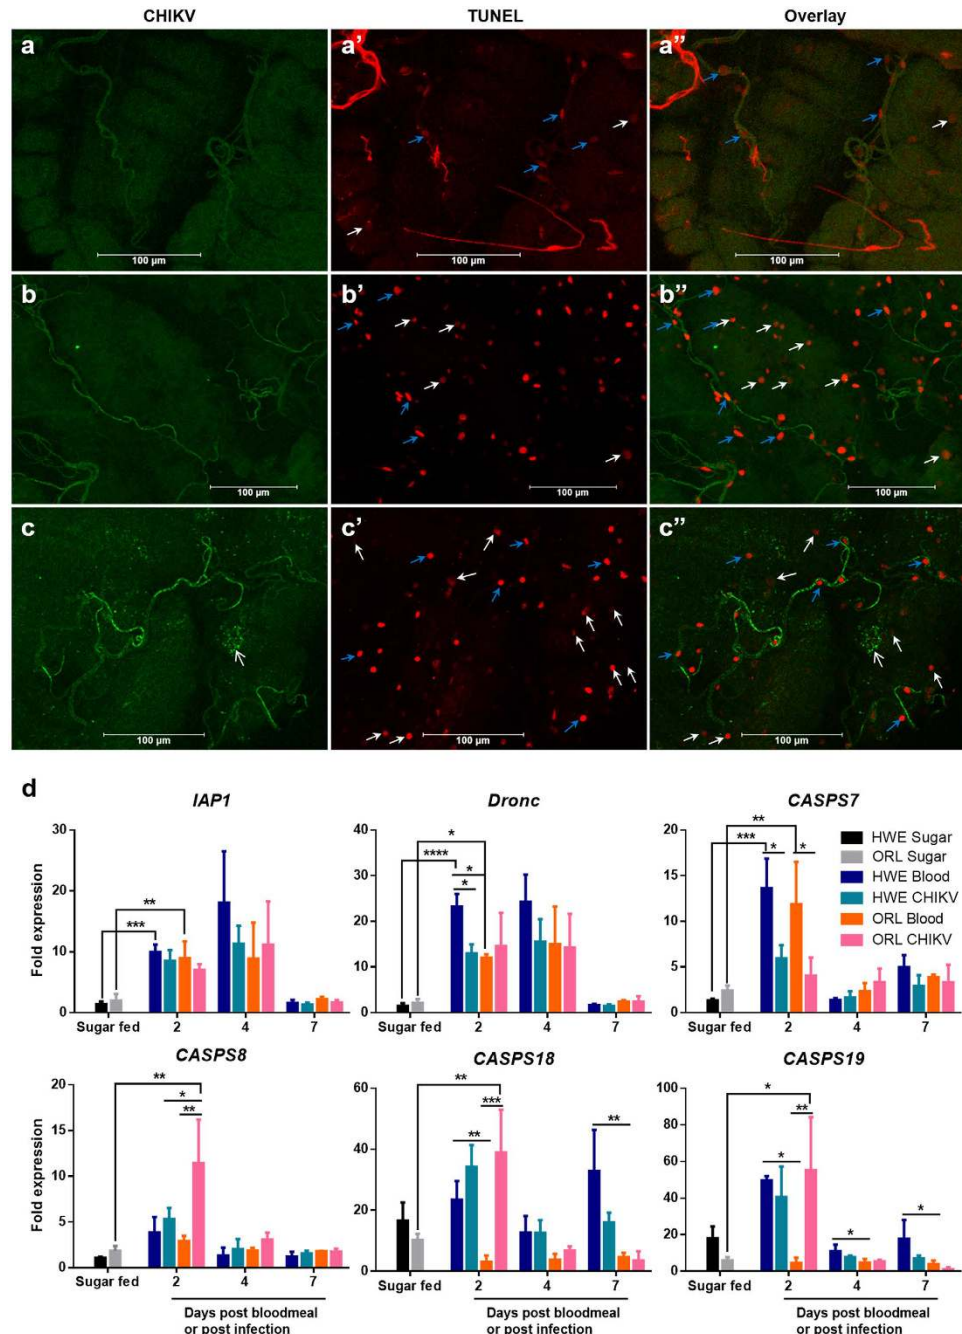 CHIKV TUNEL Overlay
a a' a"
100 µm 100 µm 100 µm
b b' b"
100 µm 100 µm 100 µm
c c' c"
100 µm 100 µm 100 µm
d
IAP1 Dronc CASPS7
Fold expression
30
20
10
0
**
***
Sugar fed 2 4 7
40
30
20
10
0
*
****
*
*
Sugar fed 2 4 7
20
15
10
5
0
**
***
*
*
Sugar fed 2 4 7
HWE Sugar
ORL Sugar
HWE Blood
HWE CHIKV
ORL Blood
ORL CHIKV
CASPS8 CASPS18 CASPS19
Fold expression
20
15
10
5
0
**
*
**
Sugar fed 2 4 7
Days post bloodmeal
or post infection
60
40
20
0
**
***
**
**
Sugar fed 2 4 7
Days post bloodmeal
or post infection
100
80
60
40
20
0
*
**
*
*
*
Sugar fed 2 4 7
Days post bloodmeal
or post infection